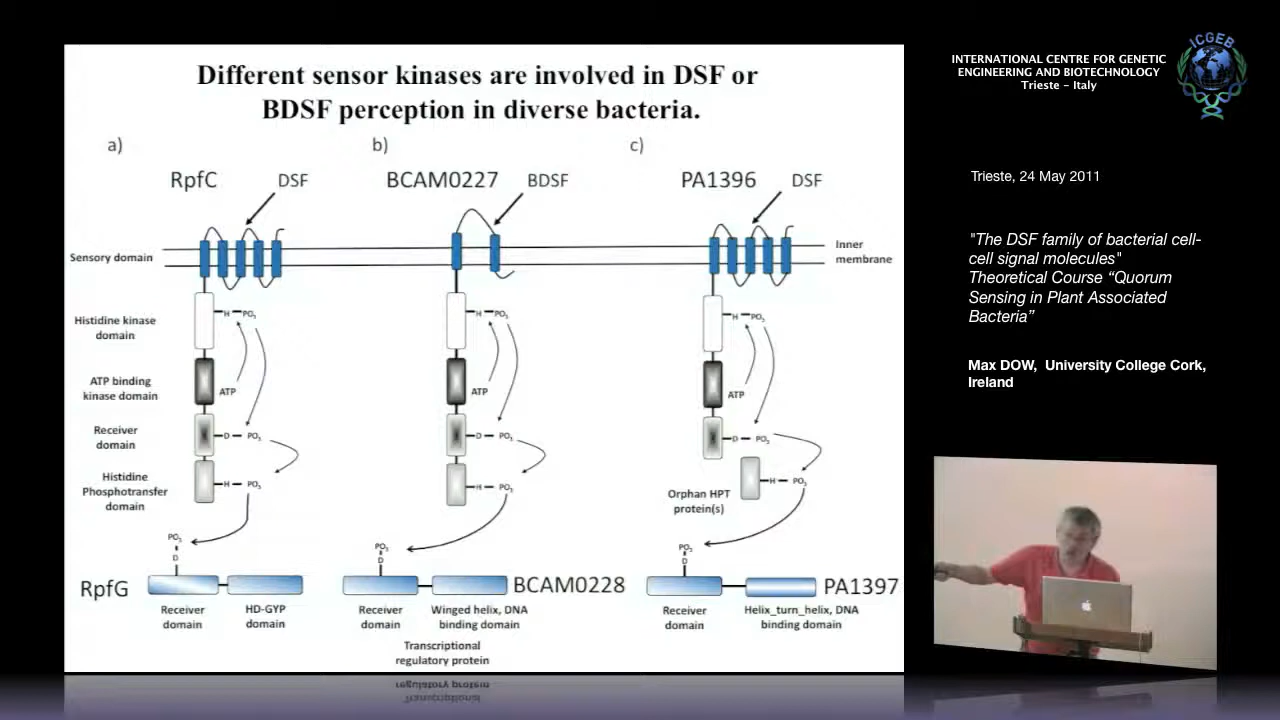 Different sensor kinases are involved in DSF or
BDSF perception in diverse bacteria.
a)
b)
c)
RpfC
DSF
BCAM0227
BDSF
PA1396
DSF
Sensory domain
Inner
membrane
Histidine kinase
domain
H
PO3
H
PO3
H
PO3
ATP binding
kinase domain
ATP
ATP
ATP
Receiver
domain
D
PO3
D
PO3
D
PO3
Histidine
Phosphotransfer
domain
H
PO3
H
PO3
H
PO3
Orphan HPT
protein(s)
PO3
D
PO3
D
PO3
D
RpfG
BCAM0228
PA1397
Receiver
domain
HD-GYP
domain
Receiver
domain
Winged helix, DNA
binding domain
Receiver
domain
Helix_turn_helix, DNA
binding domain
Transcriptional
regulatory protein
INTERNATIONAL CENTRE FOR GENETIC
ENGINEERING AND BIOTECHNOLOGY
Trieste - Italy
ICGEB
Trieste, 24 May 2011
"The DSF family of bacterial cell-
cell signal molecules"
Theoretical Course “Quorum
Sensing in Plant Associated
Bacteria”
Max DOW, University College Cork,
Ireland